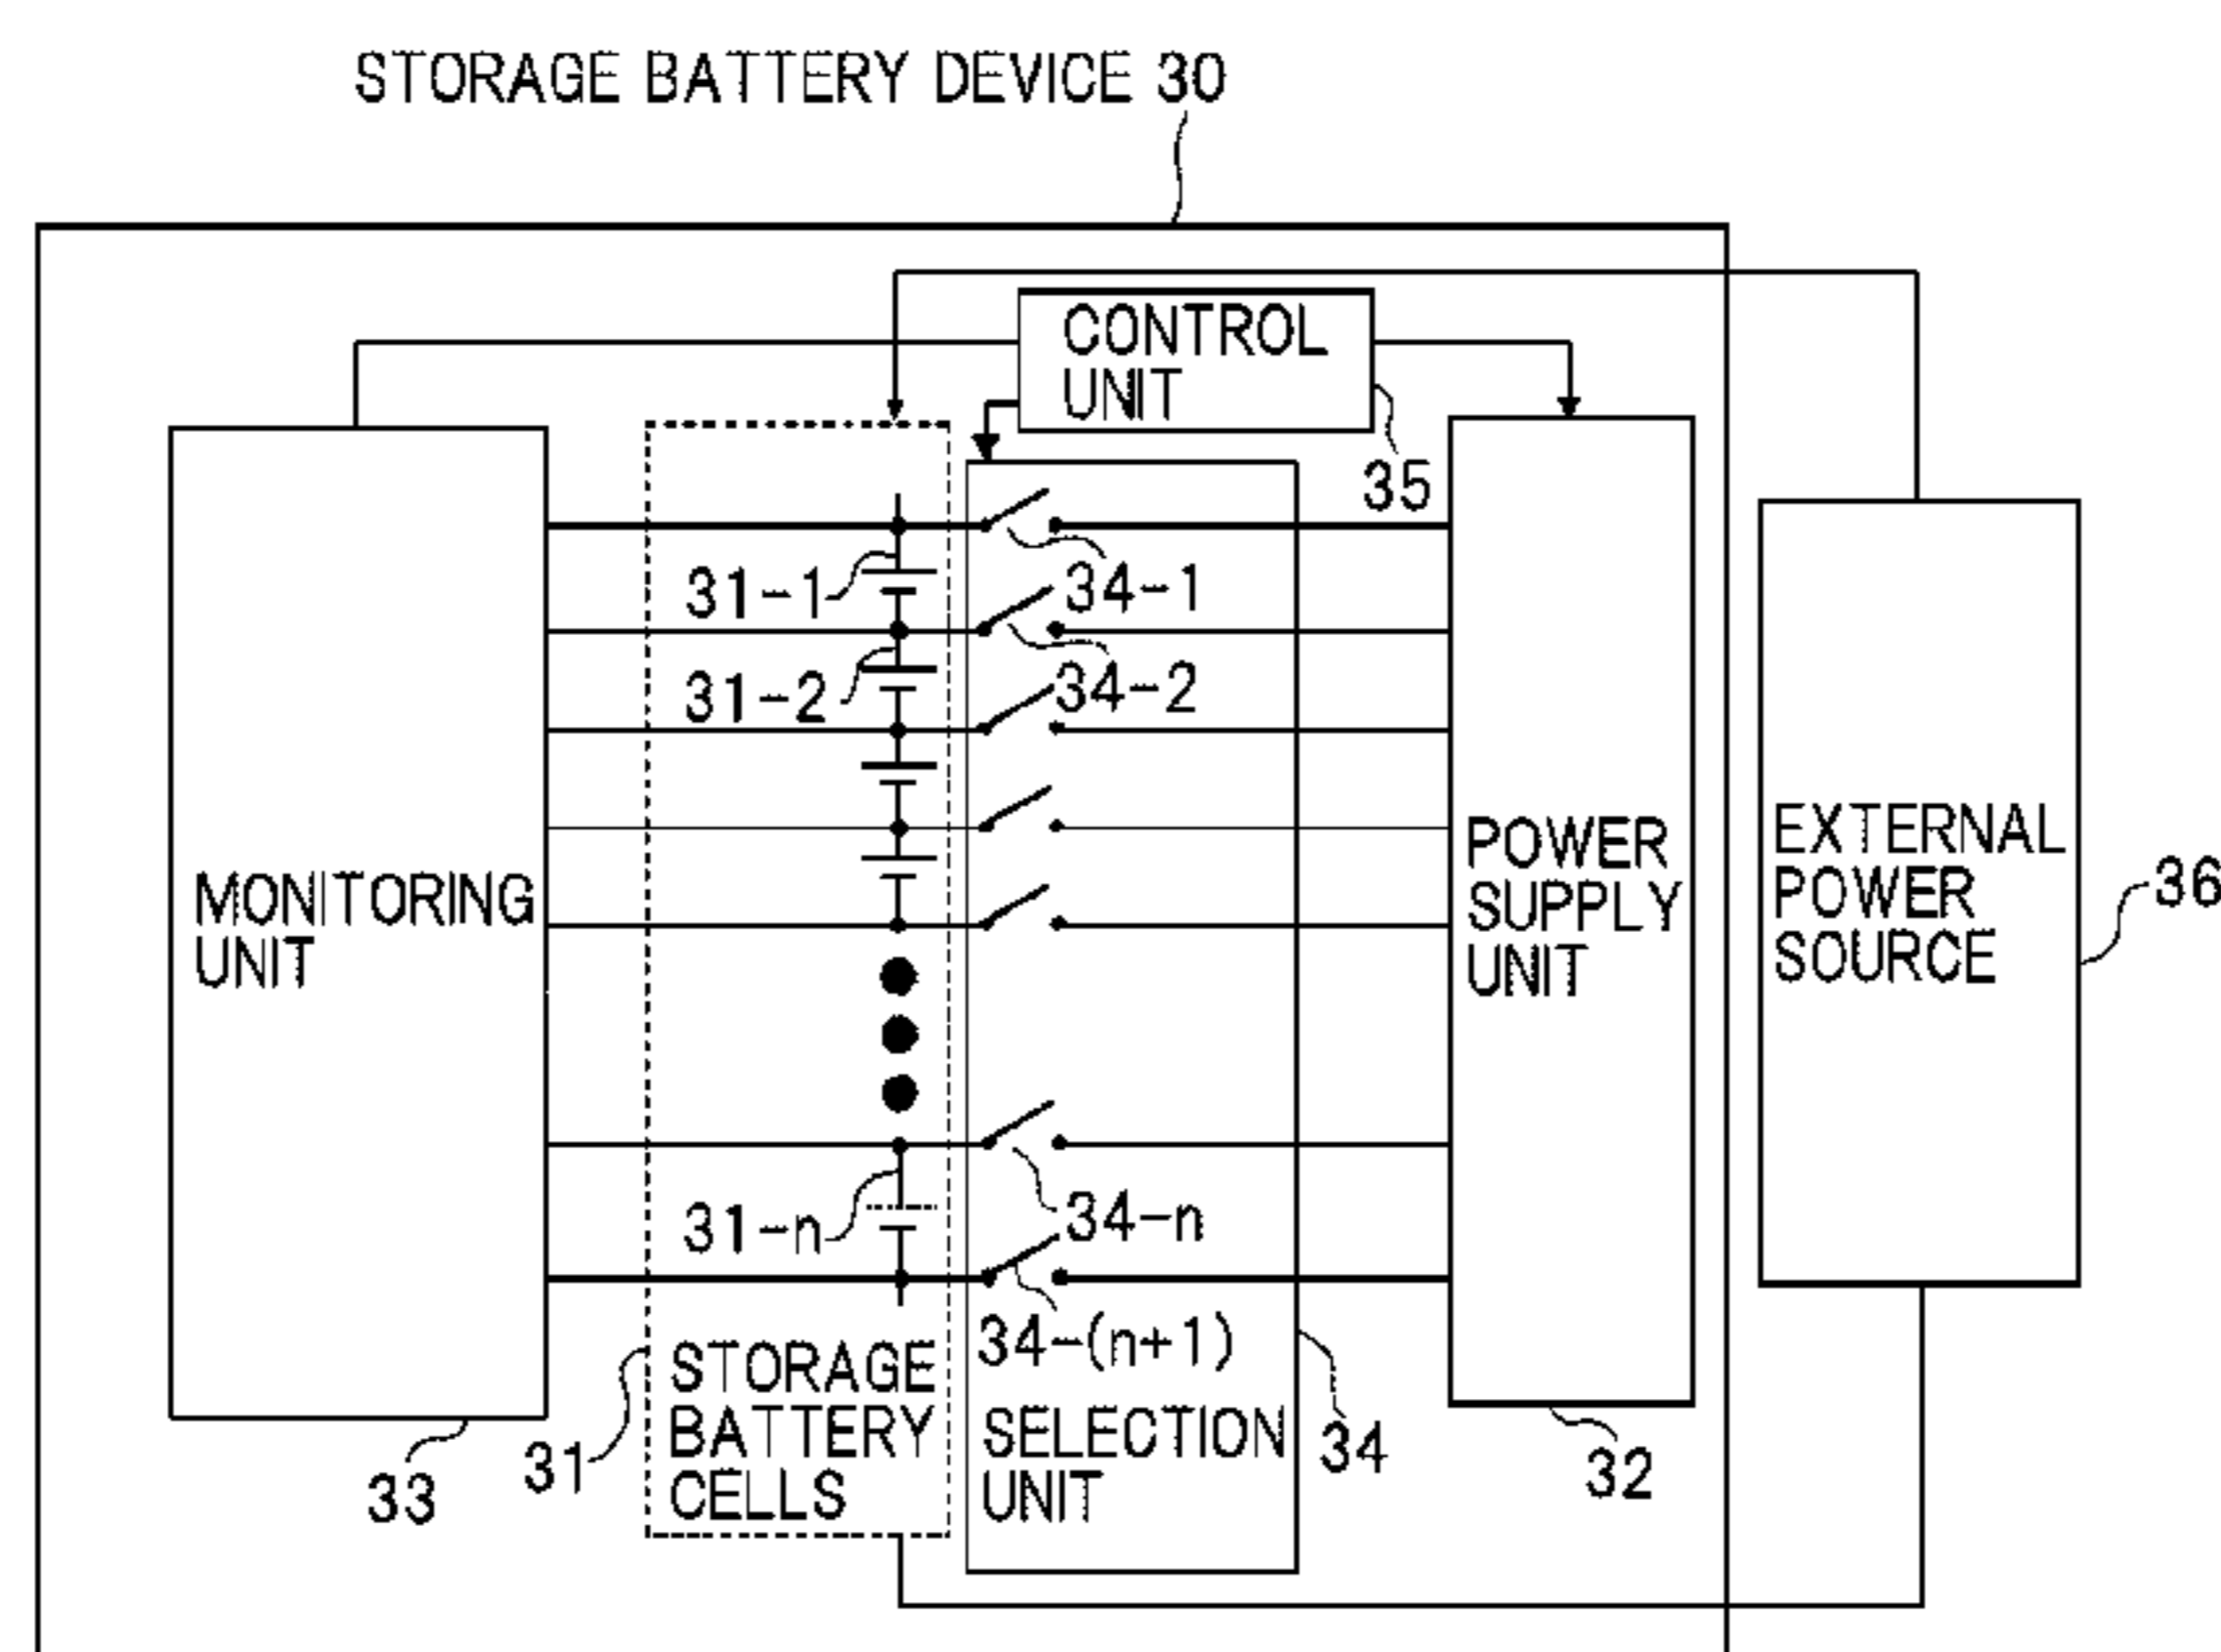 STORAGE BATTERY DEVICE 30
CONTROL
UNIT
35
31-1
34-1
31-2
34-2
MONITORING
UNIT
POWER
SUPPLY
UNIT
EXTERNAL
POWER
SOURCE
36
31-n
34-n
34-(n+1)
STORAGE
BATTERY
CELLS
SELECTION
UNIT
33
31
34
32